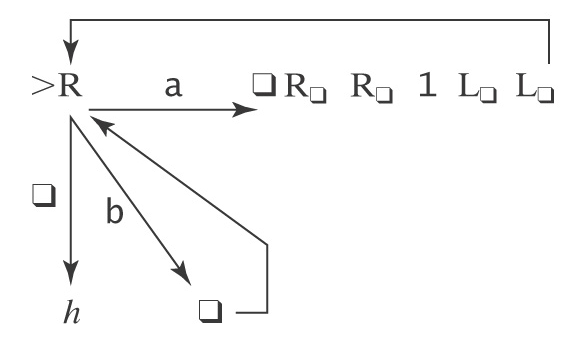 >R a ❑R❑ R❑ 1 L❑ L❑
❑ b
h ❑